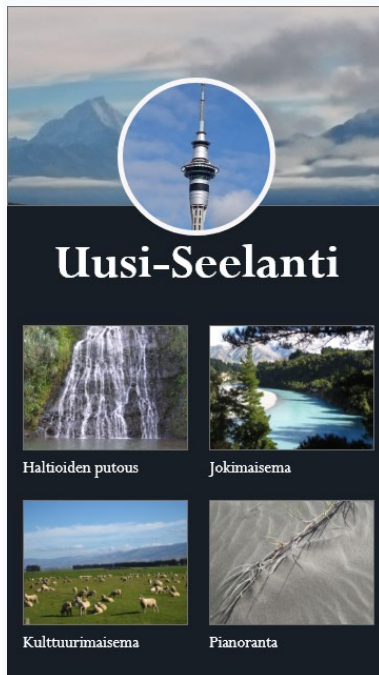 Uusi-Seelanti
Haltioiden putous
Jokimaisema
Kulttuurimaisema
Pianoranta